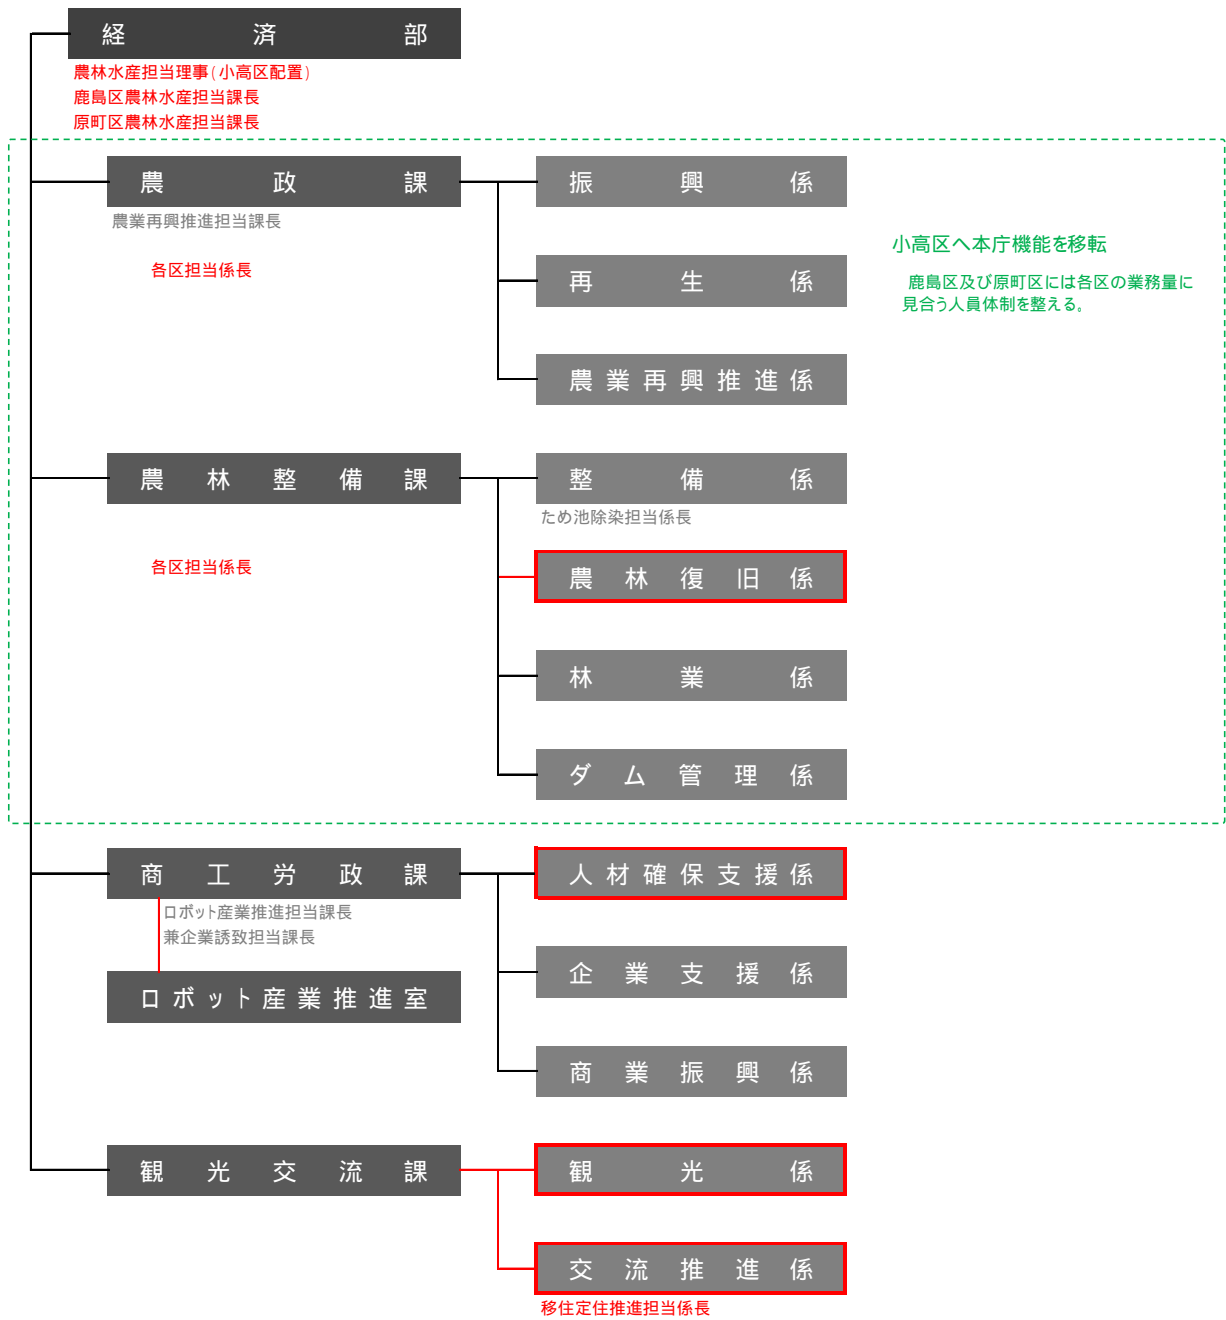 経済部
農林水産担当理事(小高区配置)
鹿島区農林水産担当課長
原町区農林水産担当課長
農政課
農業再興推進担当課長
各区担当係長
振興係
再生係
農業再興推進係
小高区へ本庁機能を移転
鹿島区及び原町区には各区の業務量に
見合う人員体制を整える。
農林整備課
各区担当係長
整備係
ため池除染担当係長
農林復旧係
林業係
ダム管理係
商工労政課
ロボット産業推進担当課長
兼企業誘致担当課長
ロボット産業推進室
人材確保支援係
企業支援係
商業振興係
観光交流課
観光係
交流推進係
移住定住推進担当係長